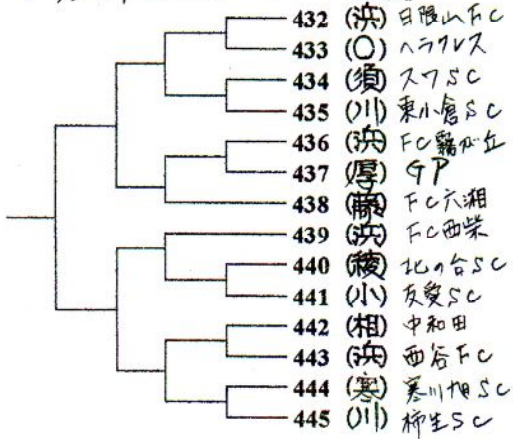 432 (浜) 日限山FC
433 (〇) ヘラクレス
434 (須) スワSC
435 (川) 東小倉SC
436 (浜) FC霧が丘
437 (厚) GP
438 (藤) FC六湘
439 (浜) FC西柴
440 (綾) 北の台SC
441 (小) 友愛SC
442 (相) 中和田
443 (浜) 西谷FC
444 (寒) 寒川旭SC
445 (川) 柿生SC